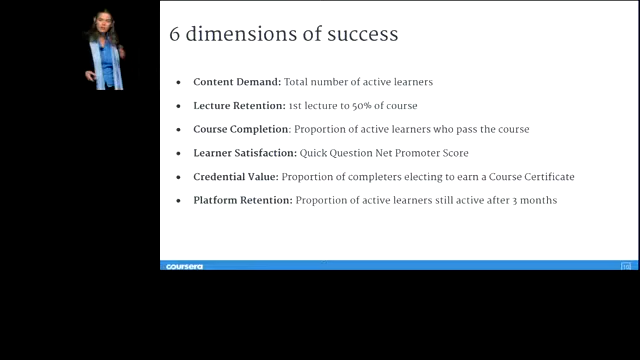 6 dimensions of success
• Content Demand: Total number of active learners
• Lecture Retention: 1st lecture to 50% of course
• Course Completion: Proportion of active learners who pass the course
• Learner Satisfaction: Quick Question Net Promoter Score
• Credential Value: Proportion of completers electing to earn a Course Certificate
• Platform Retention: Proportion of active learners still active after 3 months
coursera